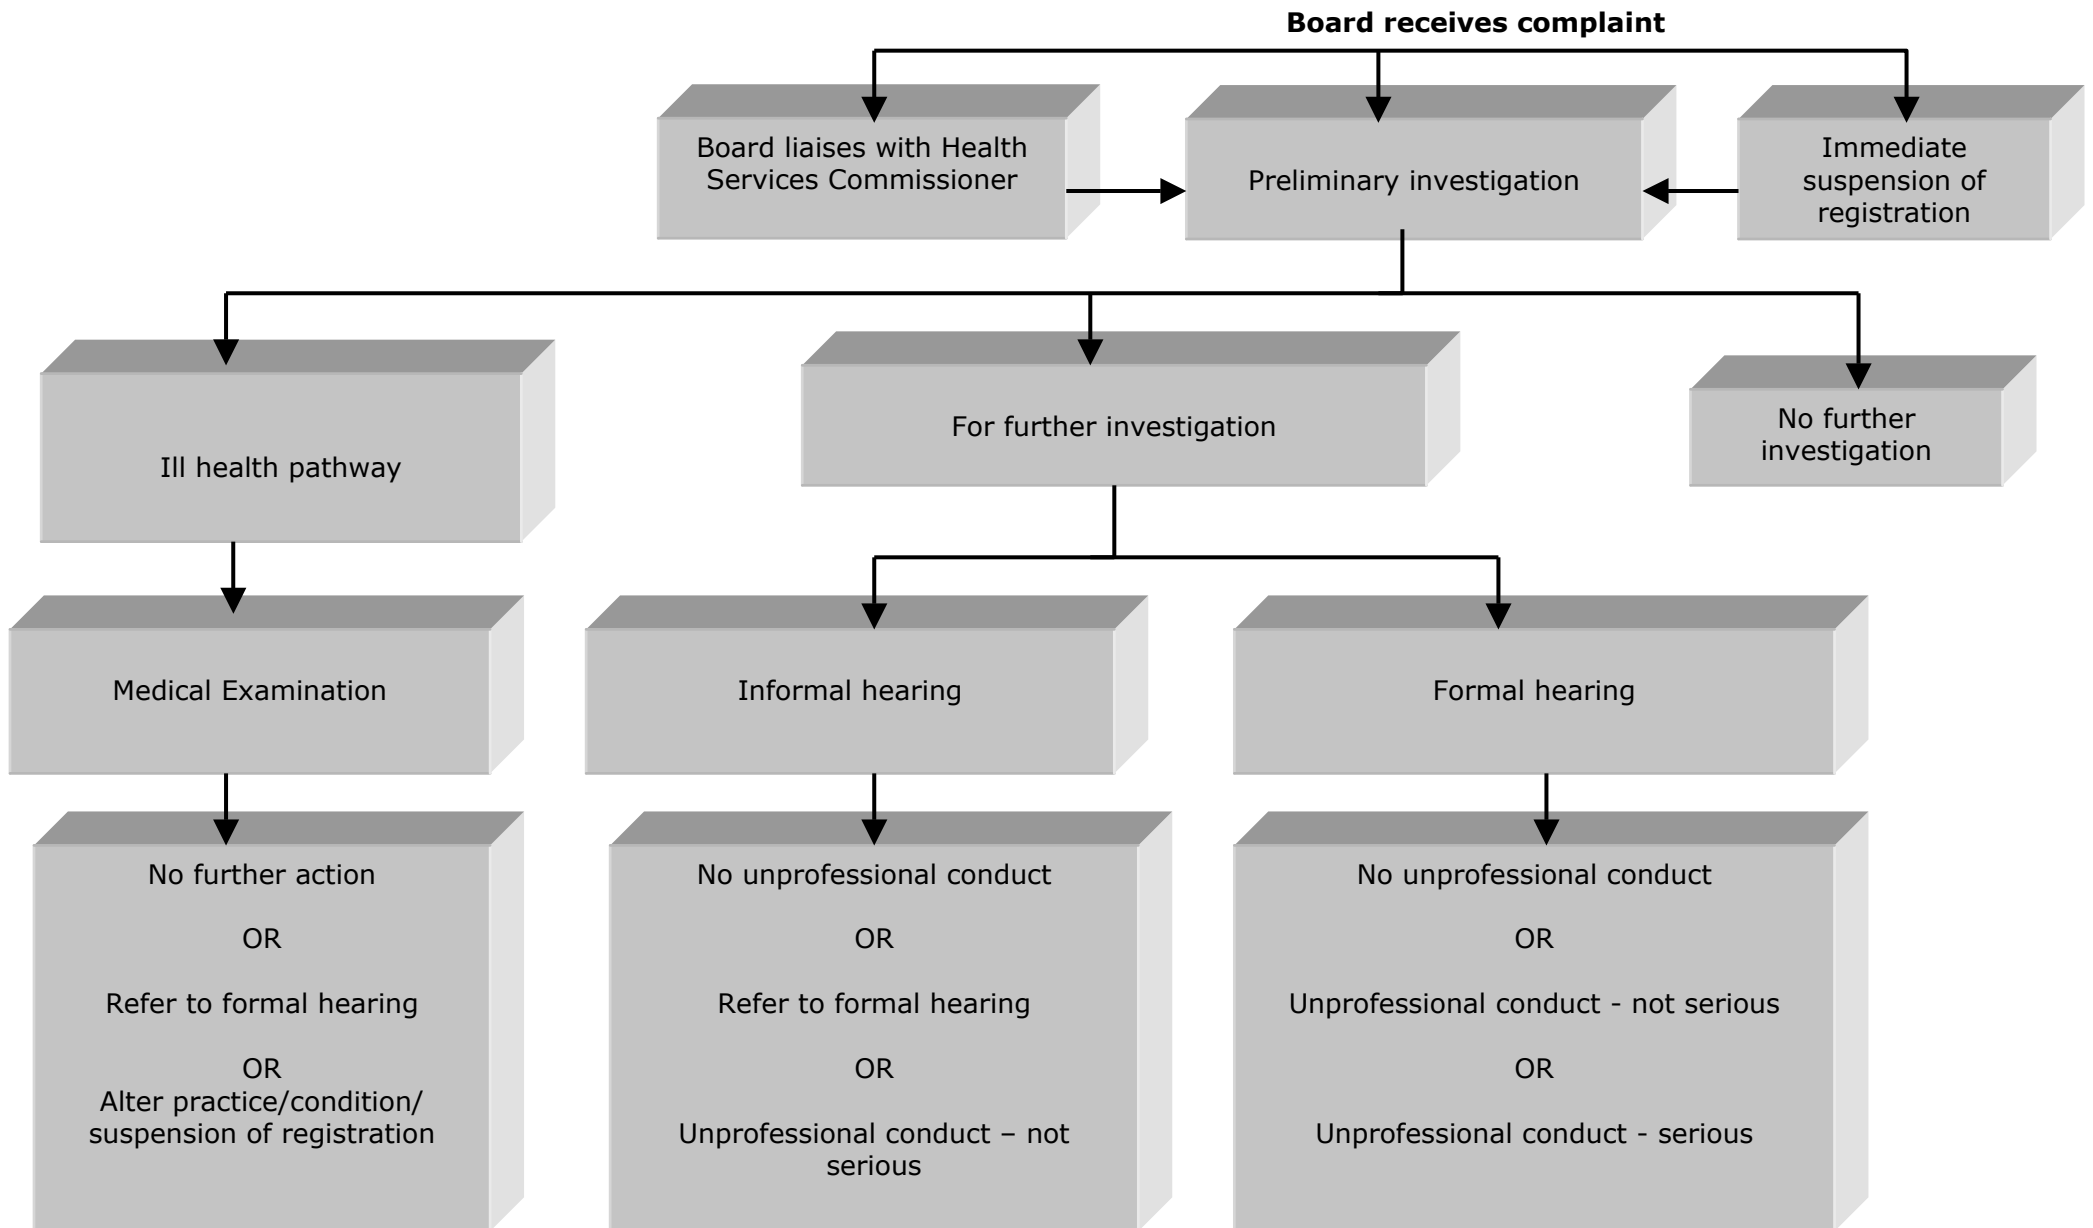 Board receives complaint
Board liaises with Health
Services Commissioner
Preliminary investigation
Immediate
suspension of
registration
Ill health pathway
For further investigation
No further
investigation
Medical Examination
Informal hearing
Formal hearing
No further action
OR
Refer to formal hearing
OR
Alter practice/condition/
suspension of registration
No unprofessional conduct
OR
Refer to formal hearing
OR
Unprofessional conduct – not
serious
No unprofessional conduct
OR
Unprofessional conduct - not serious
OR
Unprofessional conduct - serious